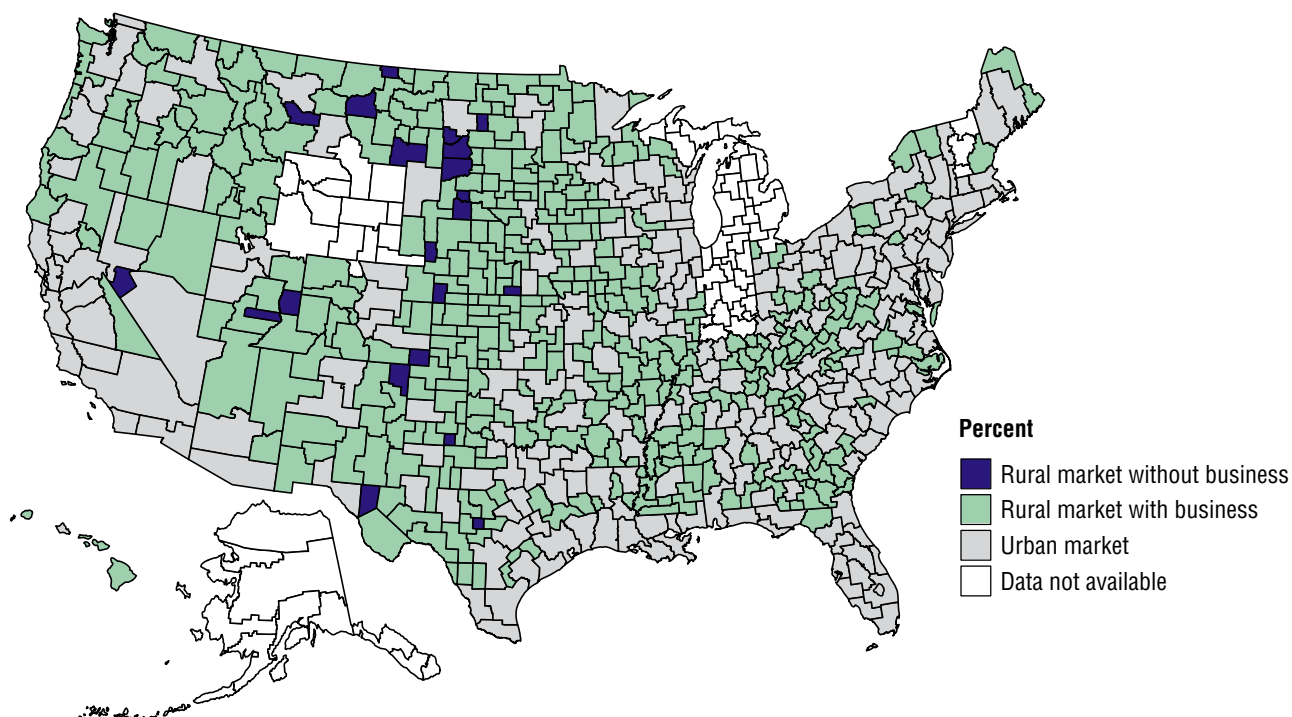 Percent
Rural market without business
Rural market with business
Urban market
Data not available